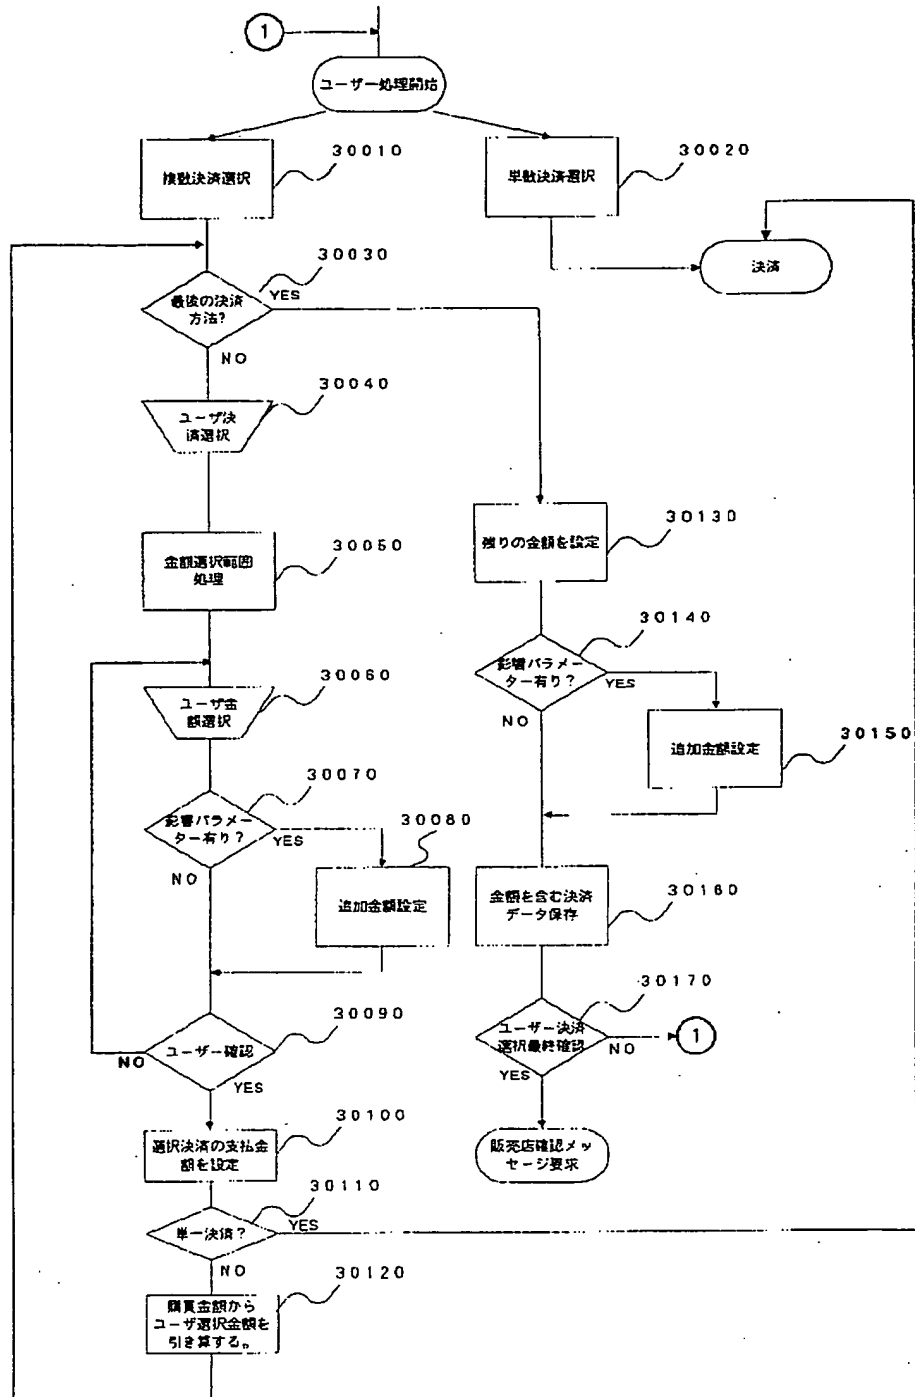 1
ユーザー処理開始
30010
複数決済選択
30020
単数決済選択
決済
30030
最後の決済
方法?
YES
NO
30040
ユーザ決
済選択
30050
金額選択範囲
処理
30060
ユーザ金
額選択
30070
影響パラメー
ター有り?
YES
NO
30080
追加金額設定
30090
ユーザー確認
NO
YES
30100
選択決済の支払金
額を設定
30110
単一決済?
YES
NO
30120
購買金額から
ユーザ選択金額を
引き算する。
30130
残りの金額を設定
30140
影響パラメー
ター有り?
YES
NO
30150
追加金額設定
30160
金額を含む決済
データ保存
30170
ユーザー決済
選択最終確認
NO
1
YES
販売店確認メッ
セージ要求